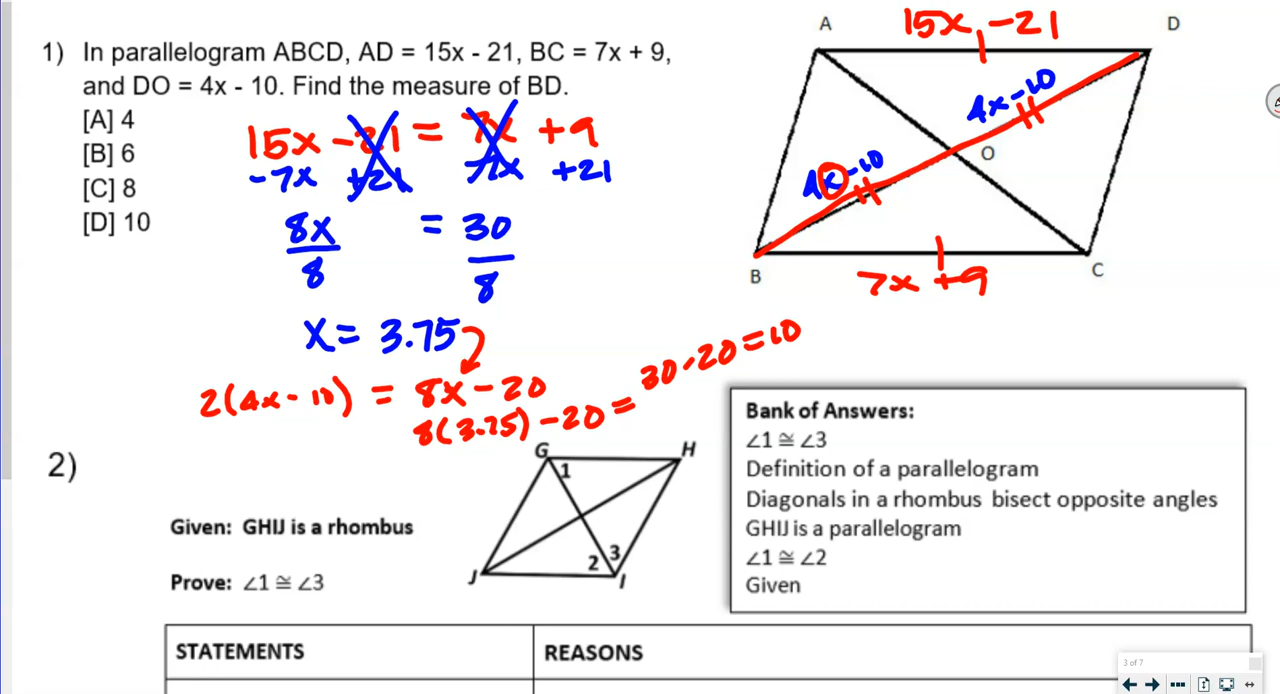 1) In parallelogram ABCD, AD = 15x - 21, BC = 7x + 9,
and DO = 4x - 10. Find the measure of BD.
[A] 4
[B] 6
[C] 8
[D] 10
15x - 21 = 7x + 9
-7x +21 -7x +21
8x = 30
8 8
x = 3.75
2(4x - 10) = 8x - 20
8(3.75) - 20 = 30 - 20 = 10
A
15x - 21
D
4x - 10
O
4x - 10
B
7x + 9
C
2)
Given: GHIJ is a rhombus
Prove: ∠1 ≅ ∠3
G
H
1
2
3
J
I
Bank of Answers:
∠1 ≅ ∠3
Definition of a parallelogram
Diagonals in a rhombus bisect opposite angles
GHIJ is a parallelogram
∠1 ≅ ∠2
Given
STATEMENTS REASONS
3 of 7